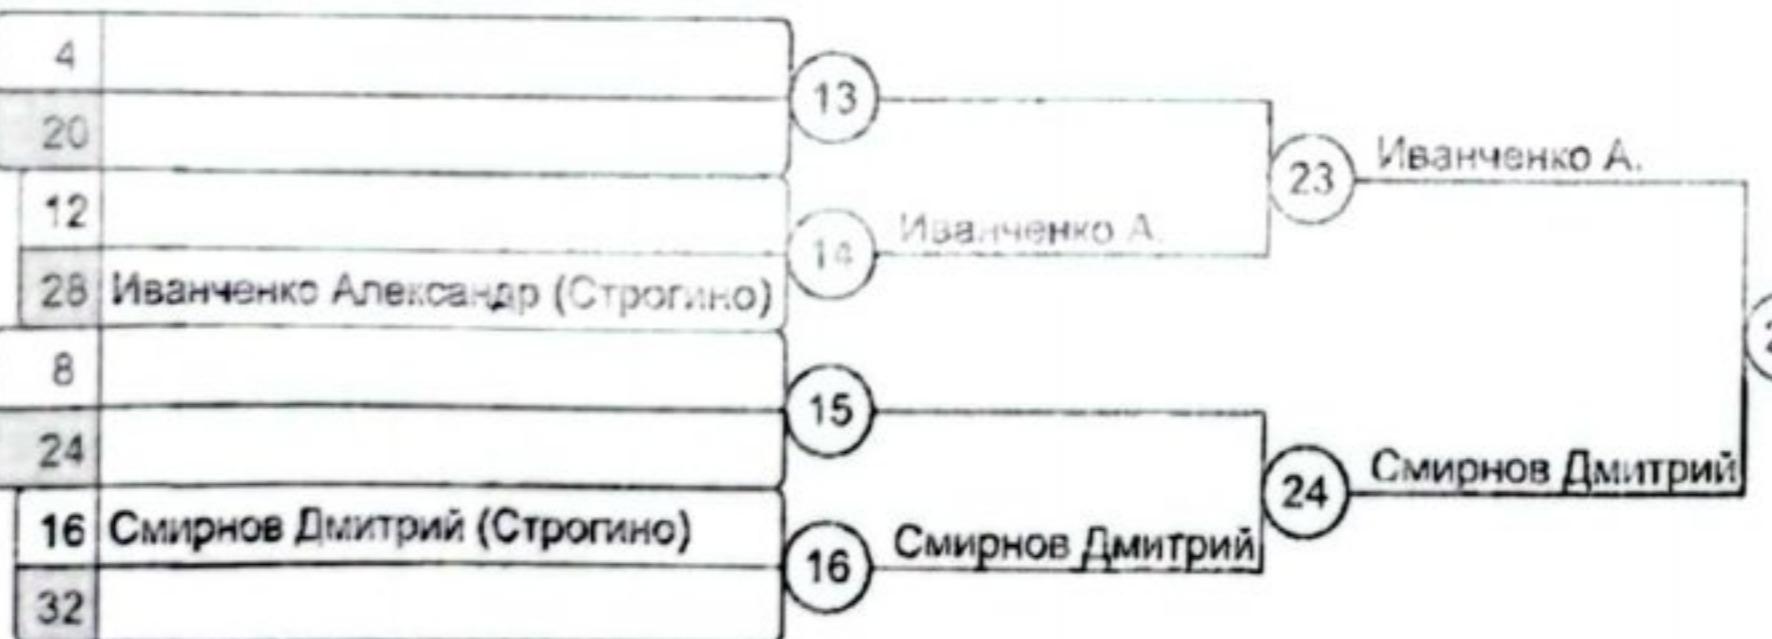 4
13
20
23 Иванченко А.
12
14 Иванченко А.
28 Иванченко Александр (Строгино)
8
15
24
24 Смирнов Дмитрий
16 Смирнов Дмитрий (Строгино)
16 Смирнов Дмитрий
32